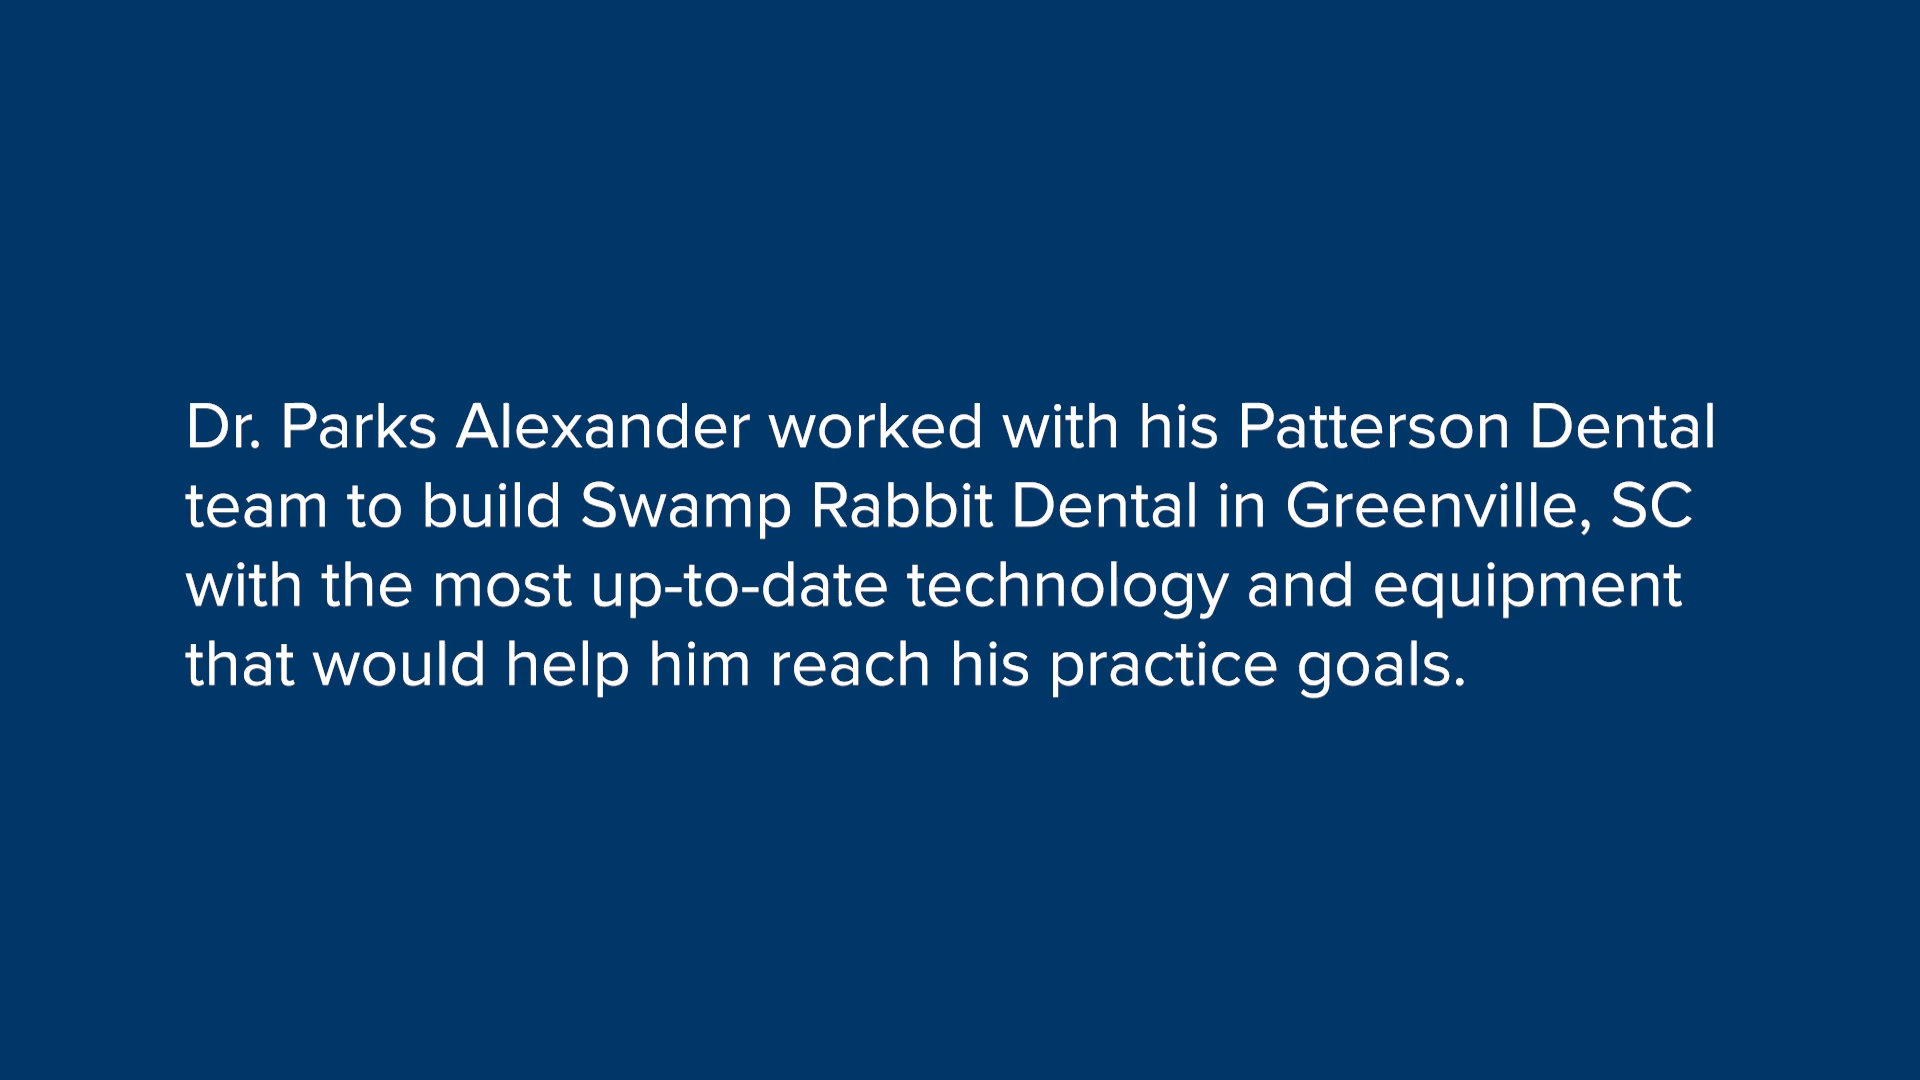 Dr. Parks Alexander worked with his Patterson Dental
team to build Swamp Rabbit Dental in Greenville, SC
with the most up-to-date technology and equipment
that would help him reach his practice goals.